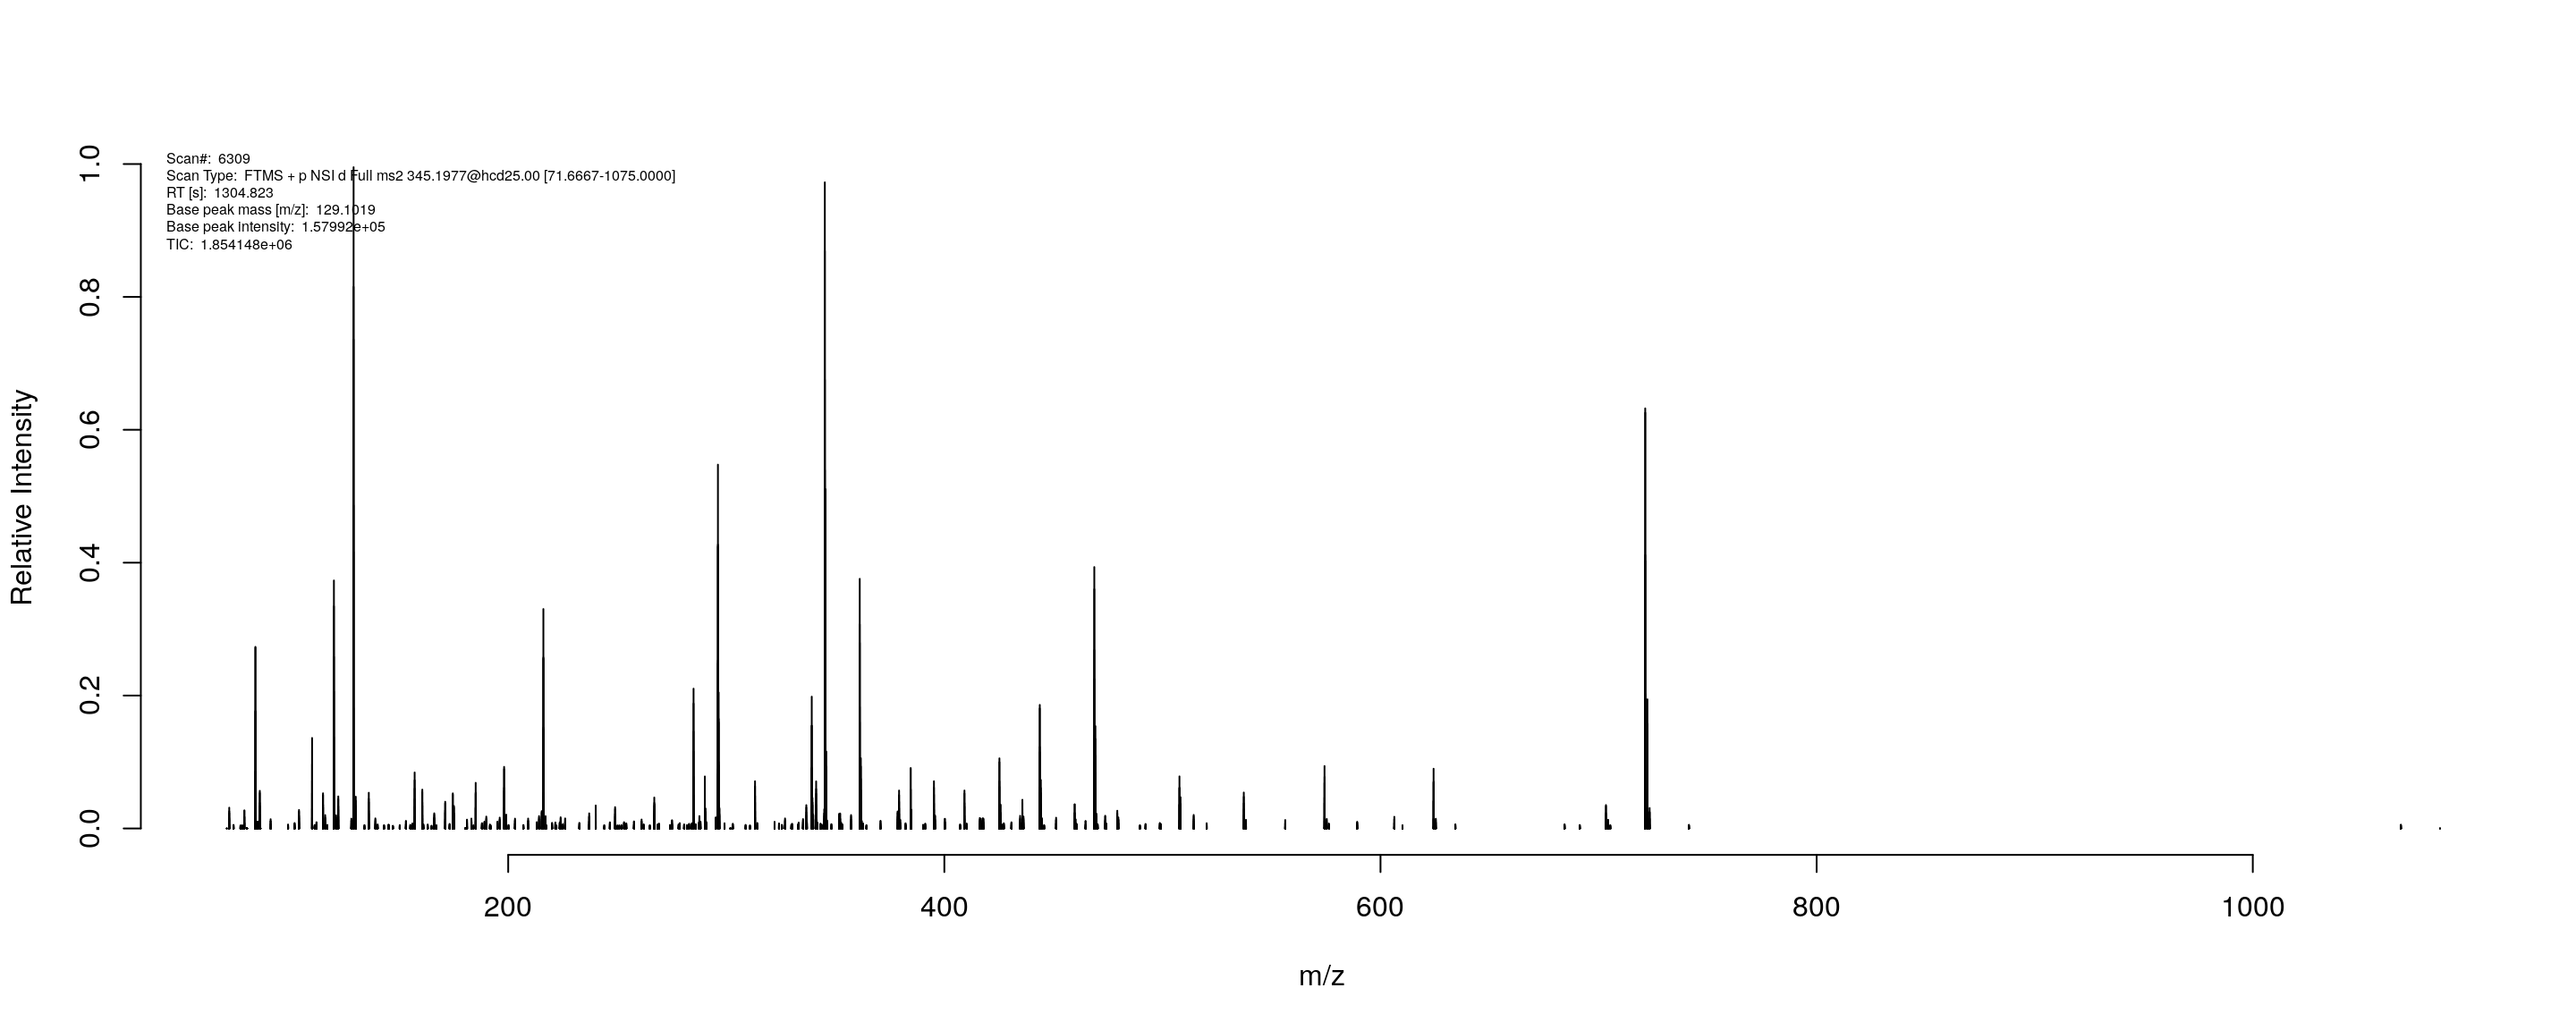 Scan#: 6309
Scan Type: FTMS + p NSI d Full ms2 345.1977@hcd25.00 [71.6667-1075.0000]
RT [s]: 1304.823
Base peak mass [m/z]: 129.1019
Base peak intensity: 1.57992e+05
TIC: 1.854148e+06
1.0
0.8
0.6
0.4
0.2
0.0
Relative Intensity
200 400 600 800 1000
m/z